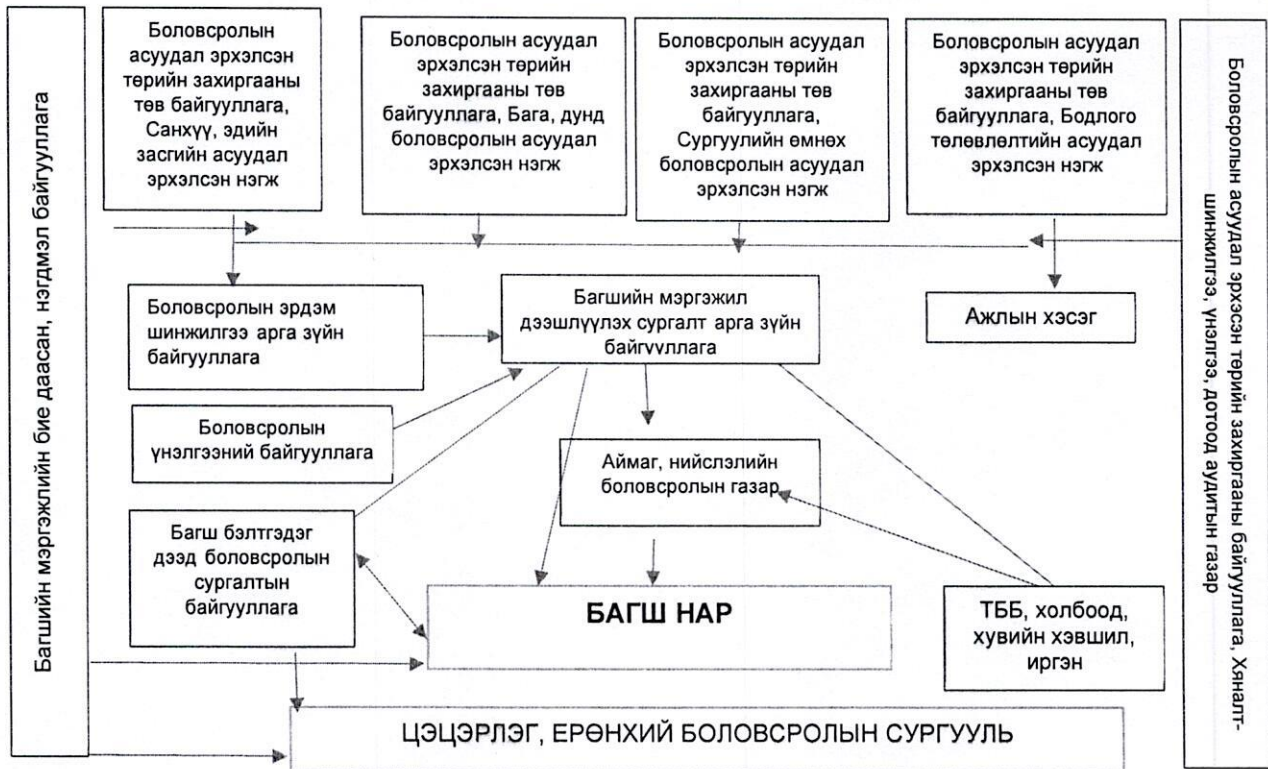 Багшийн мэргэжлийн бие даасан, нэгдмэл байгууллага
Боловсролын
асуудал эрхэлсэн
төрийн захиргааны
төв байгууллага,
Санхүү, эдийн
засгийн асуудал
эрхэлсэн нэгж
Боловсролын асуудал
эрхэлсэн төрийн
захиргааны төв
байгууллага, Бага, дунд
боловсролын асуудал
эрхэлсэн нэгж
Боловсролын асуудал
эрхэлсэн төрийн
захиргааны төв
байгууллага,
Сургуулийн өмнөх
боловсролын асуудал
эрхэлсэн нэгж
Боловсролын асуудал
эрхэлсэн төрийн
захиргааны төв
байгууллага, Бодлого
төлөвлөлтийн асуудал
эрхэлсэн нэгж
Боловсролын асуудал эрхэсэн төрийн захиргааны байгууллага, Хяналт-
шинжилгээ, үнэлгээ, дотоод аудитын газар
Боловсролын эрдэм
шинжилгээ арга зүйн
байгууллага
Багшийн мэргэжил
дээшлүүлэх сургалт арга зүйн
байгууллага
Ажлын хэсэг
Боловсролын
үнэлгээний байгууллага
Аймаг, нийслэлийн
боловсролын газар
Багш бэлтгэдэг
дээд боловсролын
сургалтын
байгууллага
БАГШ НАР
ТББ, холбоод,
хувийн хэвшил,
иргэн
ЦЭЦЭРЛЭГ, ЕРӨНХИЙ БОЛОВСРОЛЫН СУРГУУЛЬ